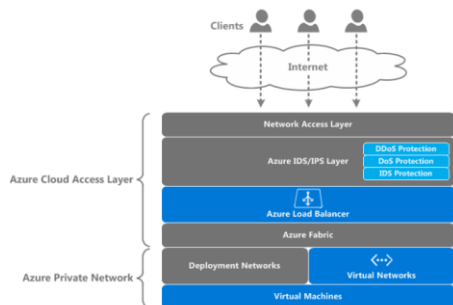 Clients
Internet
Network Access Layer
DDoS Protection
Azure IDS/IPS Layer
DoS Protection
IDS Protection
Azure Cloud Access Layer
Azure Load Balancer
Azure Fabric
Deployment Networks
Azure Private Network
Virtual Networks
Virtual Machines